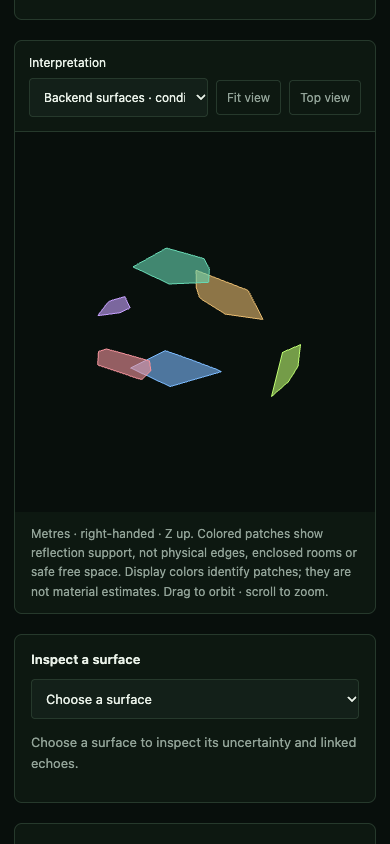 Interpretation
Backend surfaces · condi
Fit view
Top view
Metres · right-handed · Z up. Colored patches show
reflection support, not physical edges, enclosed rooms or
safe free space. Display colors identify patches; they are
not material estimates. Drag to orbit · scroll to zoom.
Inspect a surface
Choose a surface
Choose a surface to inspect its uncertainty and linked
echoes.